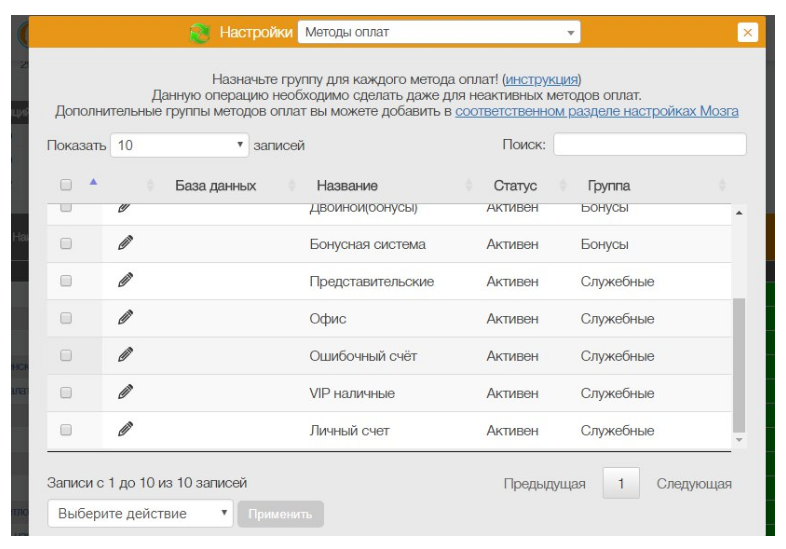 Настройки Методы оплат ×
Назначьте группу для каждого метода оплат! (инструкция)
Данную операцию необходимо сделать даже для неактивных методов оплат.
Дополнительные группы методов оплат вы можете добавить в соответственном разделе настройках Мозга
Показать 10 записей Поиск:
База данных Название Статус Группа
Двойной(бонусы) Активен Бонусы
Бонусная система Активен Бонусы
Представительские Активен Служебные
Офис Активен Служебные
Ошибочный счёт Активен Служебные
VIP наличные Активен Служебные
Личный счет Активен Служебные
Записи с 1 до 10 из 10 записей Предыдущая 1 Следующая
Выберите действие Применить